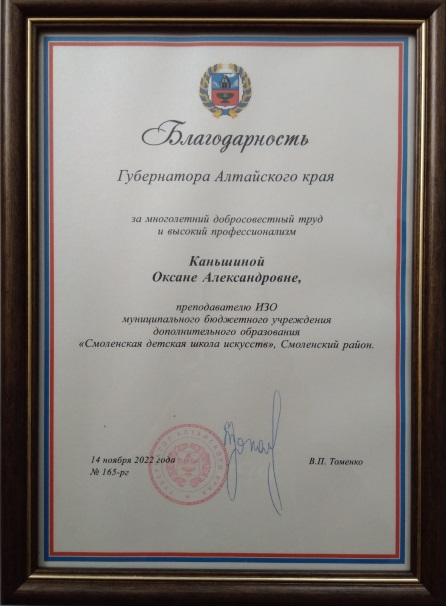 Благодарность
Губернатора Алтайского края
за многолетний добросовестный труд
и высокий профессионализм
Каньшиной
Оксане Александровне,
преподавателю ИЗО
муниципального бюджетного учреждения
дополнительного образования
«Смоленская детская школа искусств», Смоленский район.
14 ноября 2022 года
№ 165-рг
В.П. Томенко